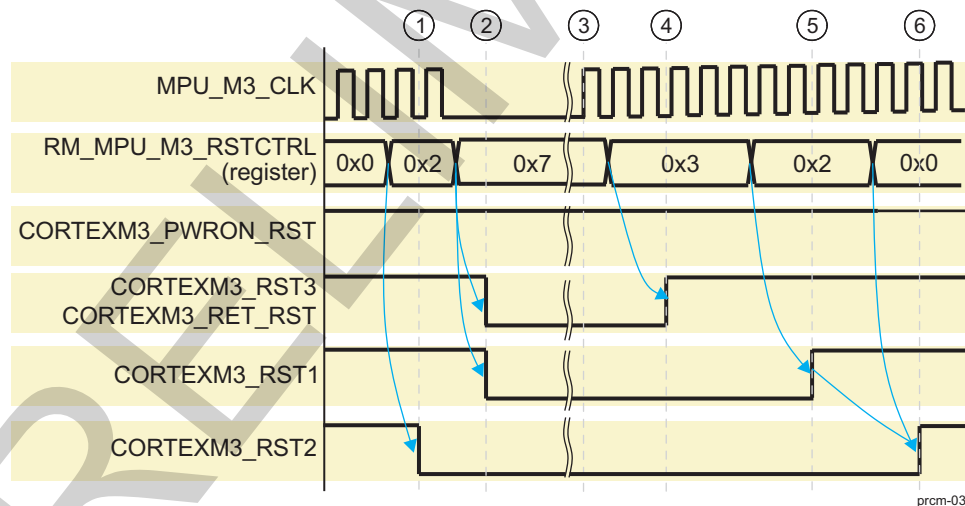 1 2 3 4 5 6
MPU_M3_CLK
RM_MPU_M3_RSTCTRL
(register)
0x0 0x2 0x7 0x3 0x2 0x0
CORTEXM3_PWRON_RST
CORTEXM3_RST3
CORTEXM3_RET_RST
CORTEXM3_RST1
CORTEXM3_RST2
prcm-03